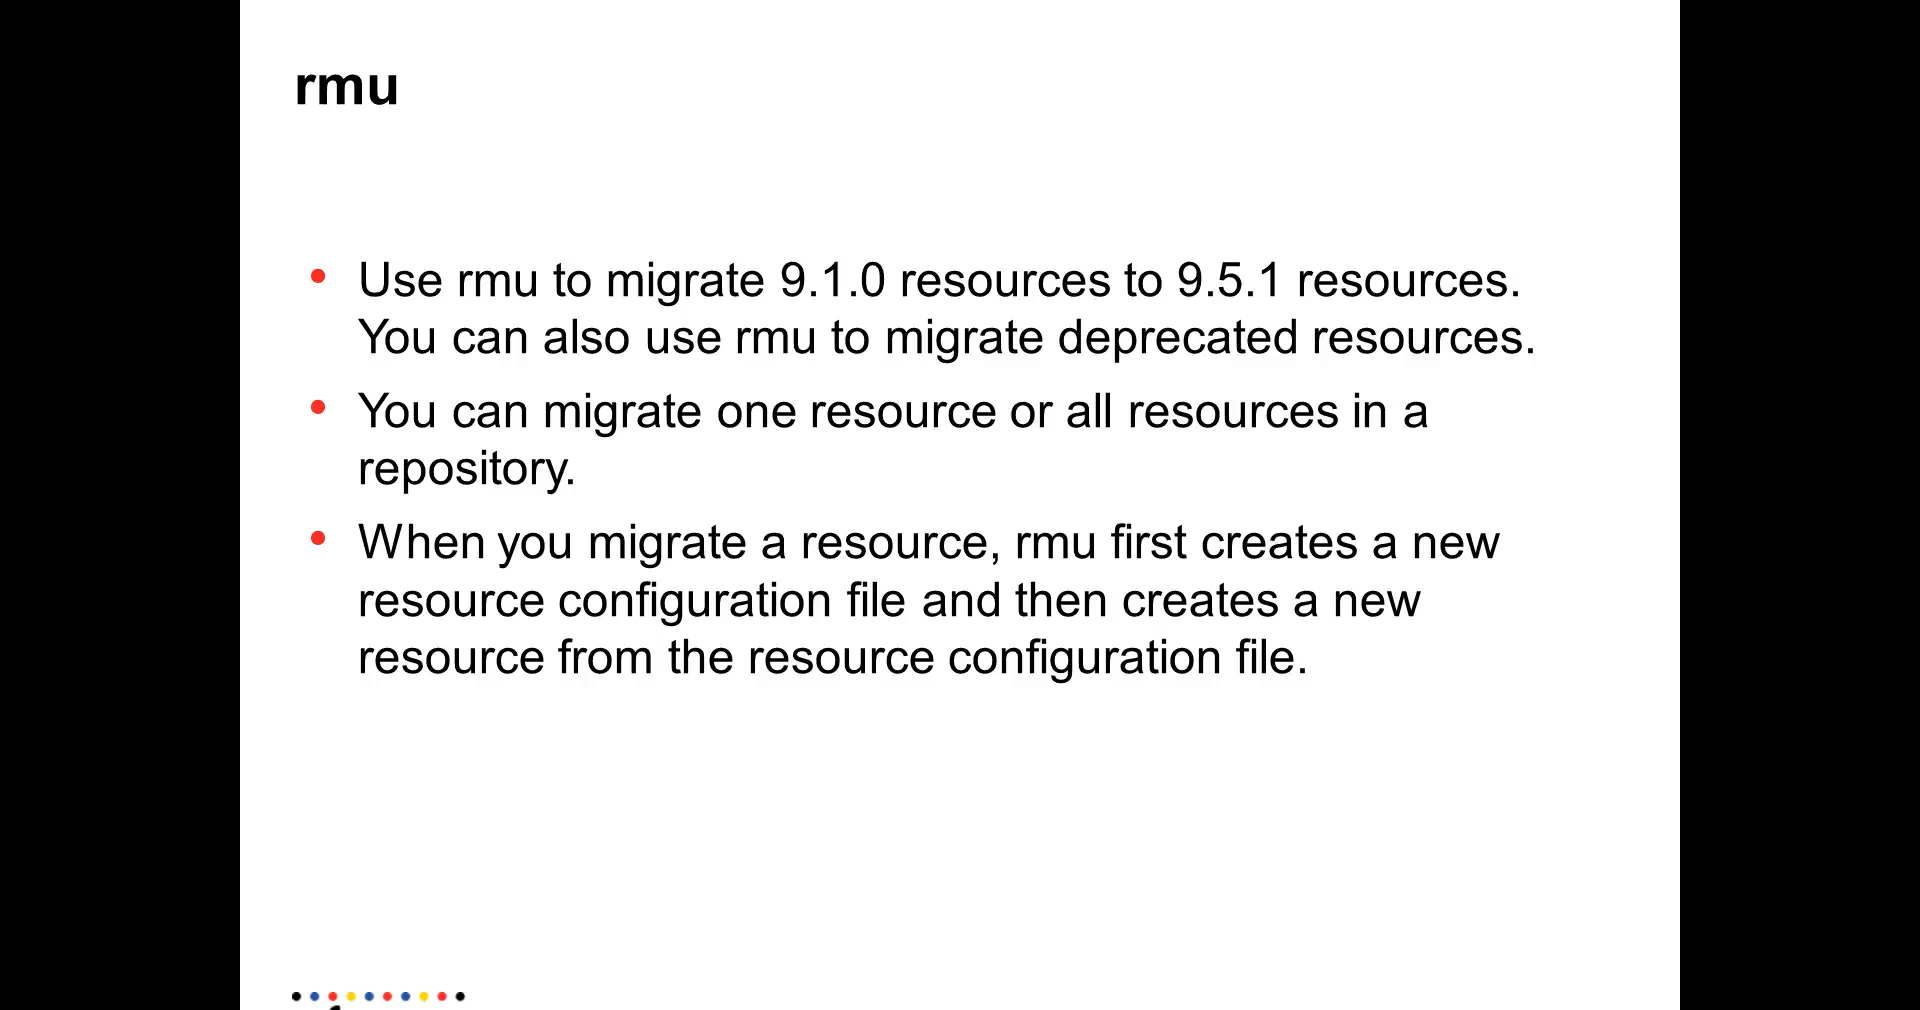 rmu
Use rmu to migrate 9.1.0 resources to 9.5.1 resources.
You can also use rmu to migrate deprecated resources.
You can migrate one resource or all resources in a
repository.
When you migrate a resource, rmu first creates a new
resource configuration file and then creates a new
resource from the resource configuration file.